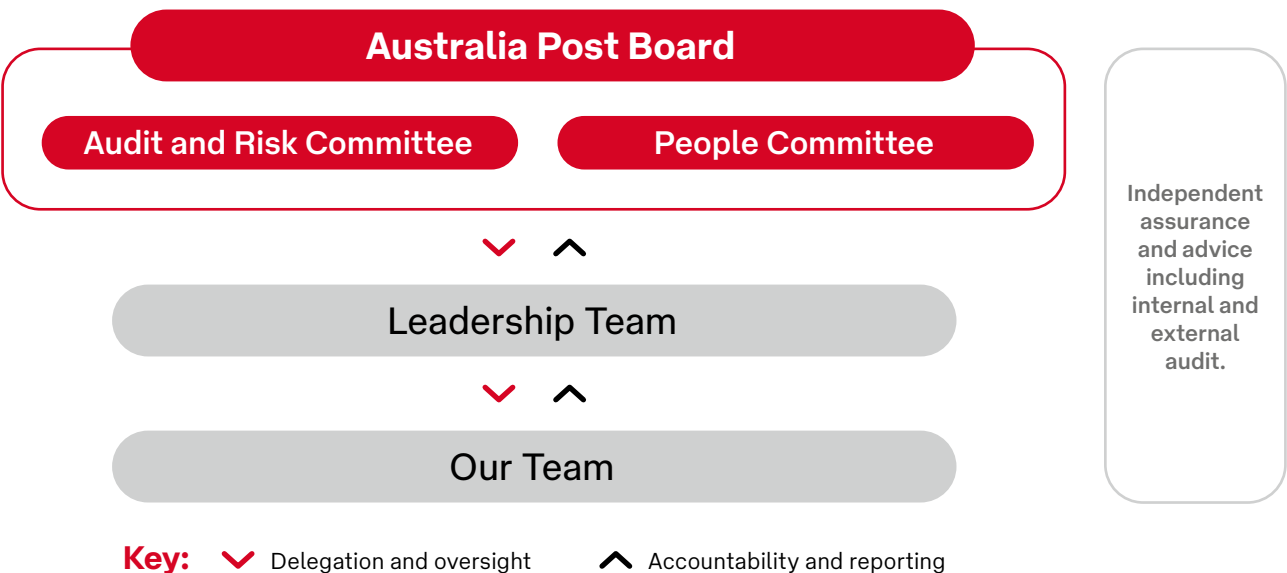 Australia Post Board
Audit and Risk Committee
People Committee
Leadership Team
Our Team
Independent
assurance
and advice
including
internal and
external
audit.
Key: Delegation and oversight Accountability and reporting